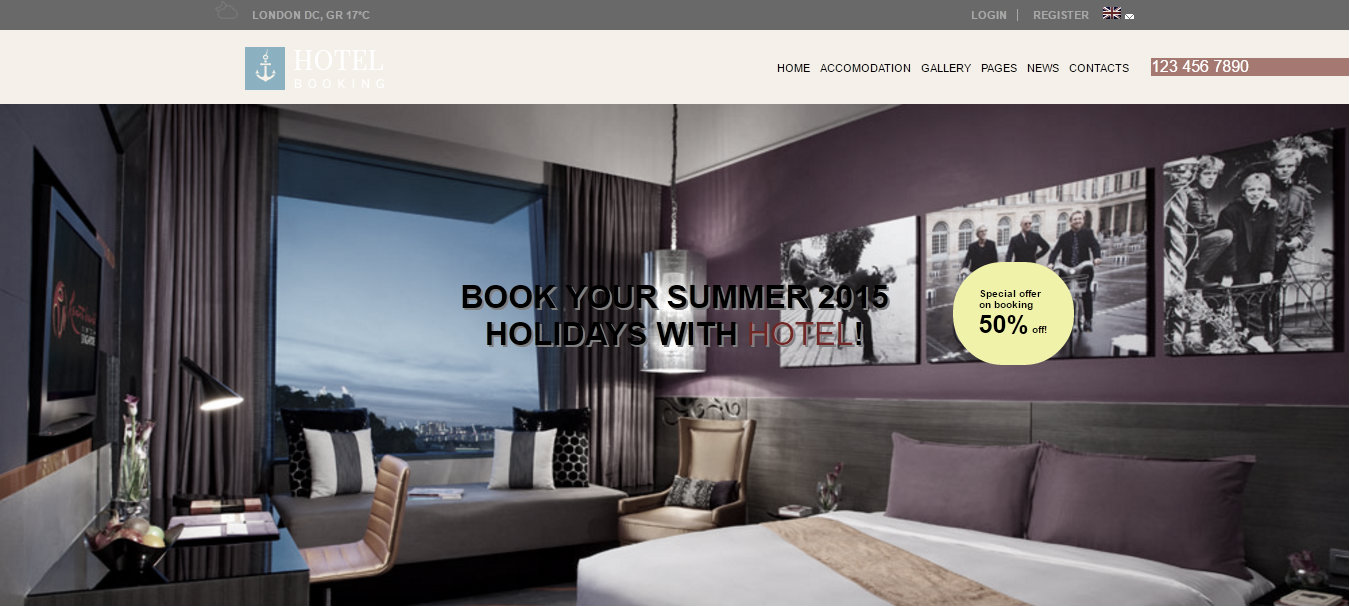 LONDON DC, GR 17°C
LOGIN | REGISTER
HOTEL
BOOKING
HOME ACCOMODATION GALLERY PAGES NEWS CONTACTS
123 456 7890
BOOK YOUR SUMMER 2015
HOLIDAYS WITH HOTEL!
Special offer
on booking
50% off!